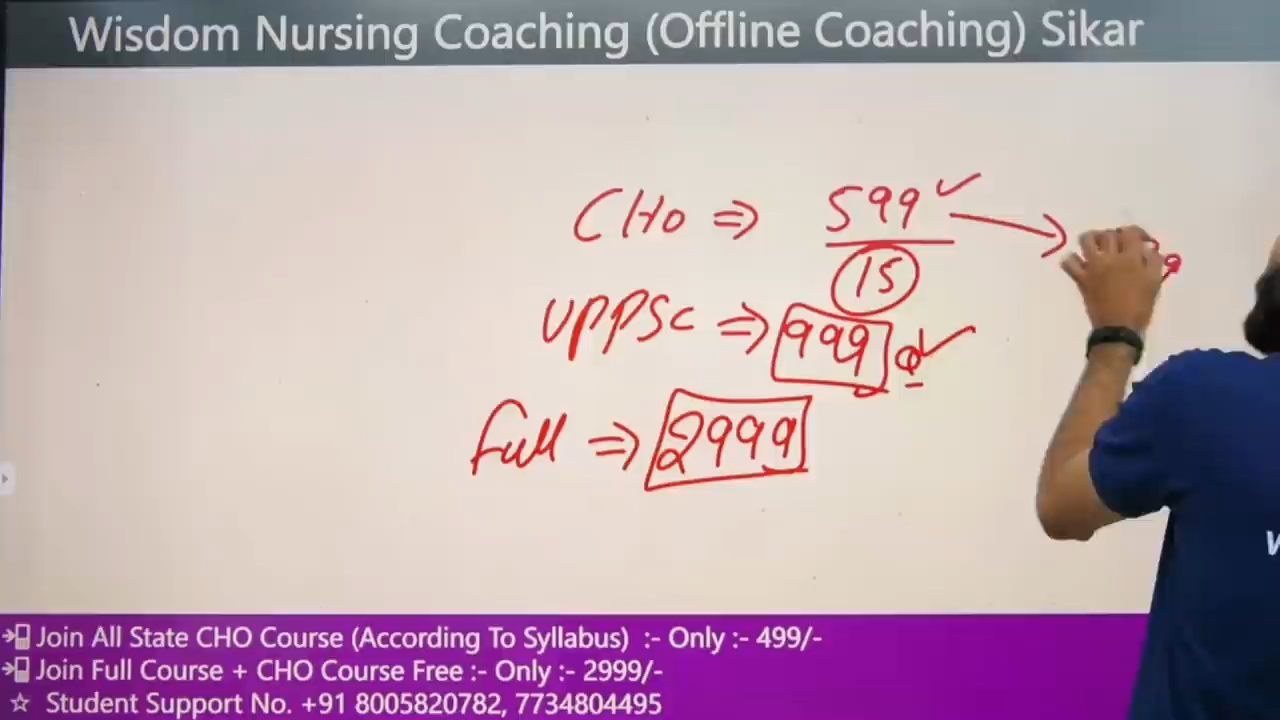 Wisdom Nursing Coaching (Offline Coaching) Sikar
CHO ⇒ 599 ✓ →
15
UPPSC ⇒ 999 ✓
Full ⇒ 2999
Join All State CHO Course (According To Syllabus) :- Only :- 499/-
Join Full Course + CHO Course Free :- Only :- 2999/-
☆ Student Support No. +91 8005820782, 7734804495